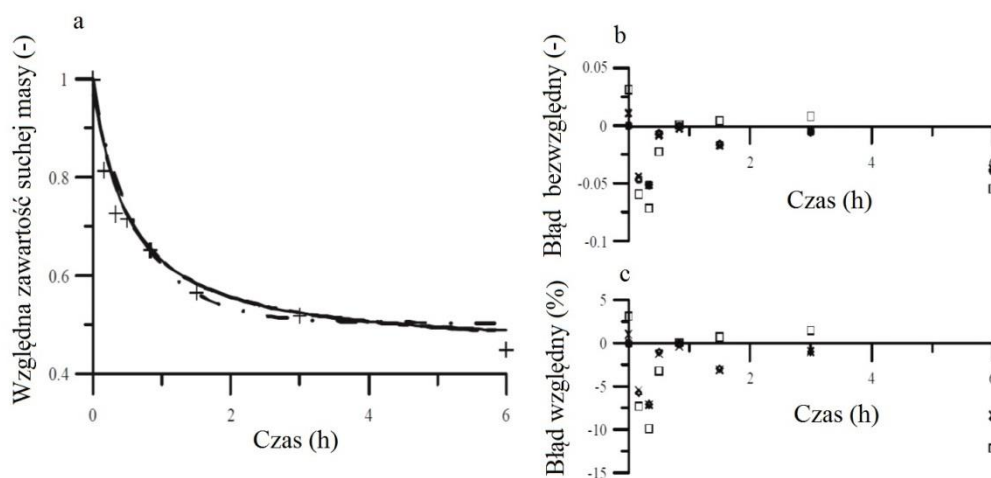 a
Względna zawartość suchej masy (-)
1
0.8
0.6
0.4
0
2
4
6
Czas (h)
b
Błąd bezwzględny (-)
0.05
0
-0.05
-0.1
2
4
6
Czas (h)
c
Błąd względny (%)
5
0
-5
-10
-15
2
4
6
Czas (h)